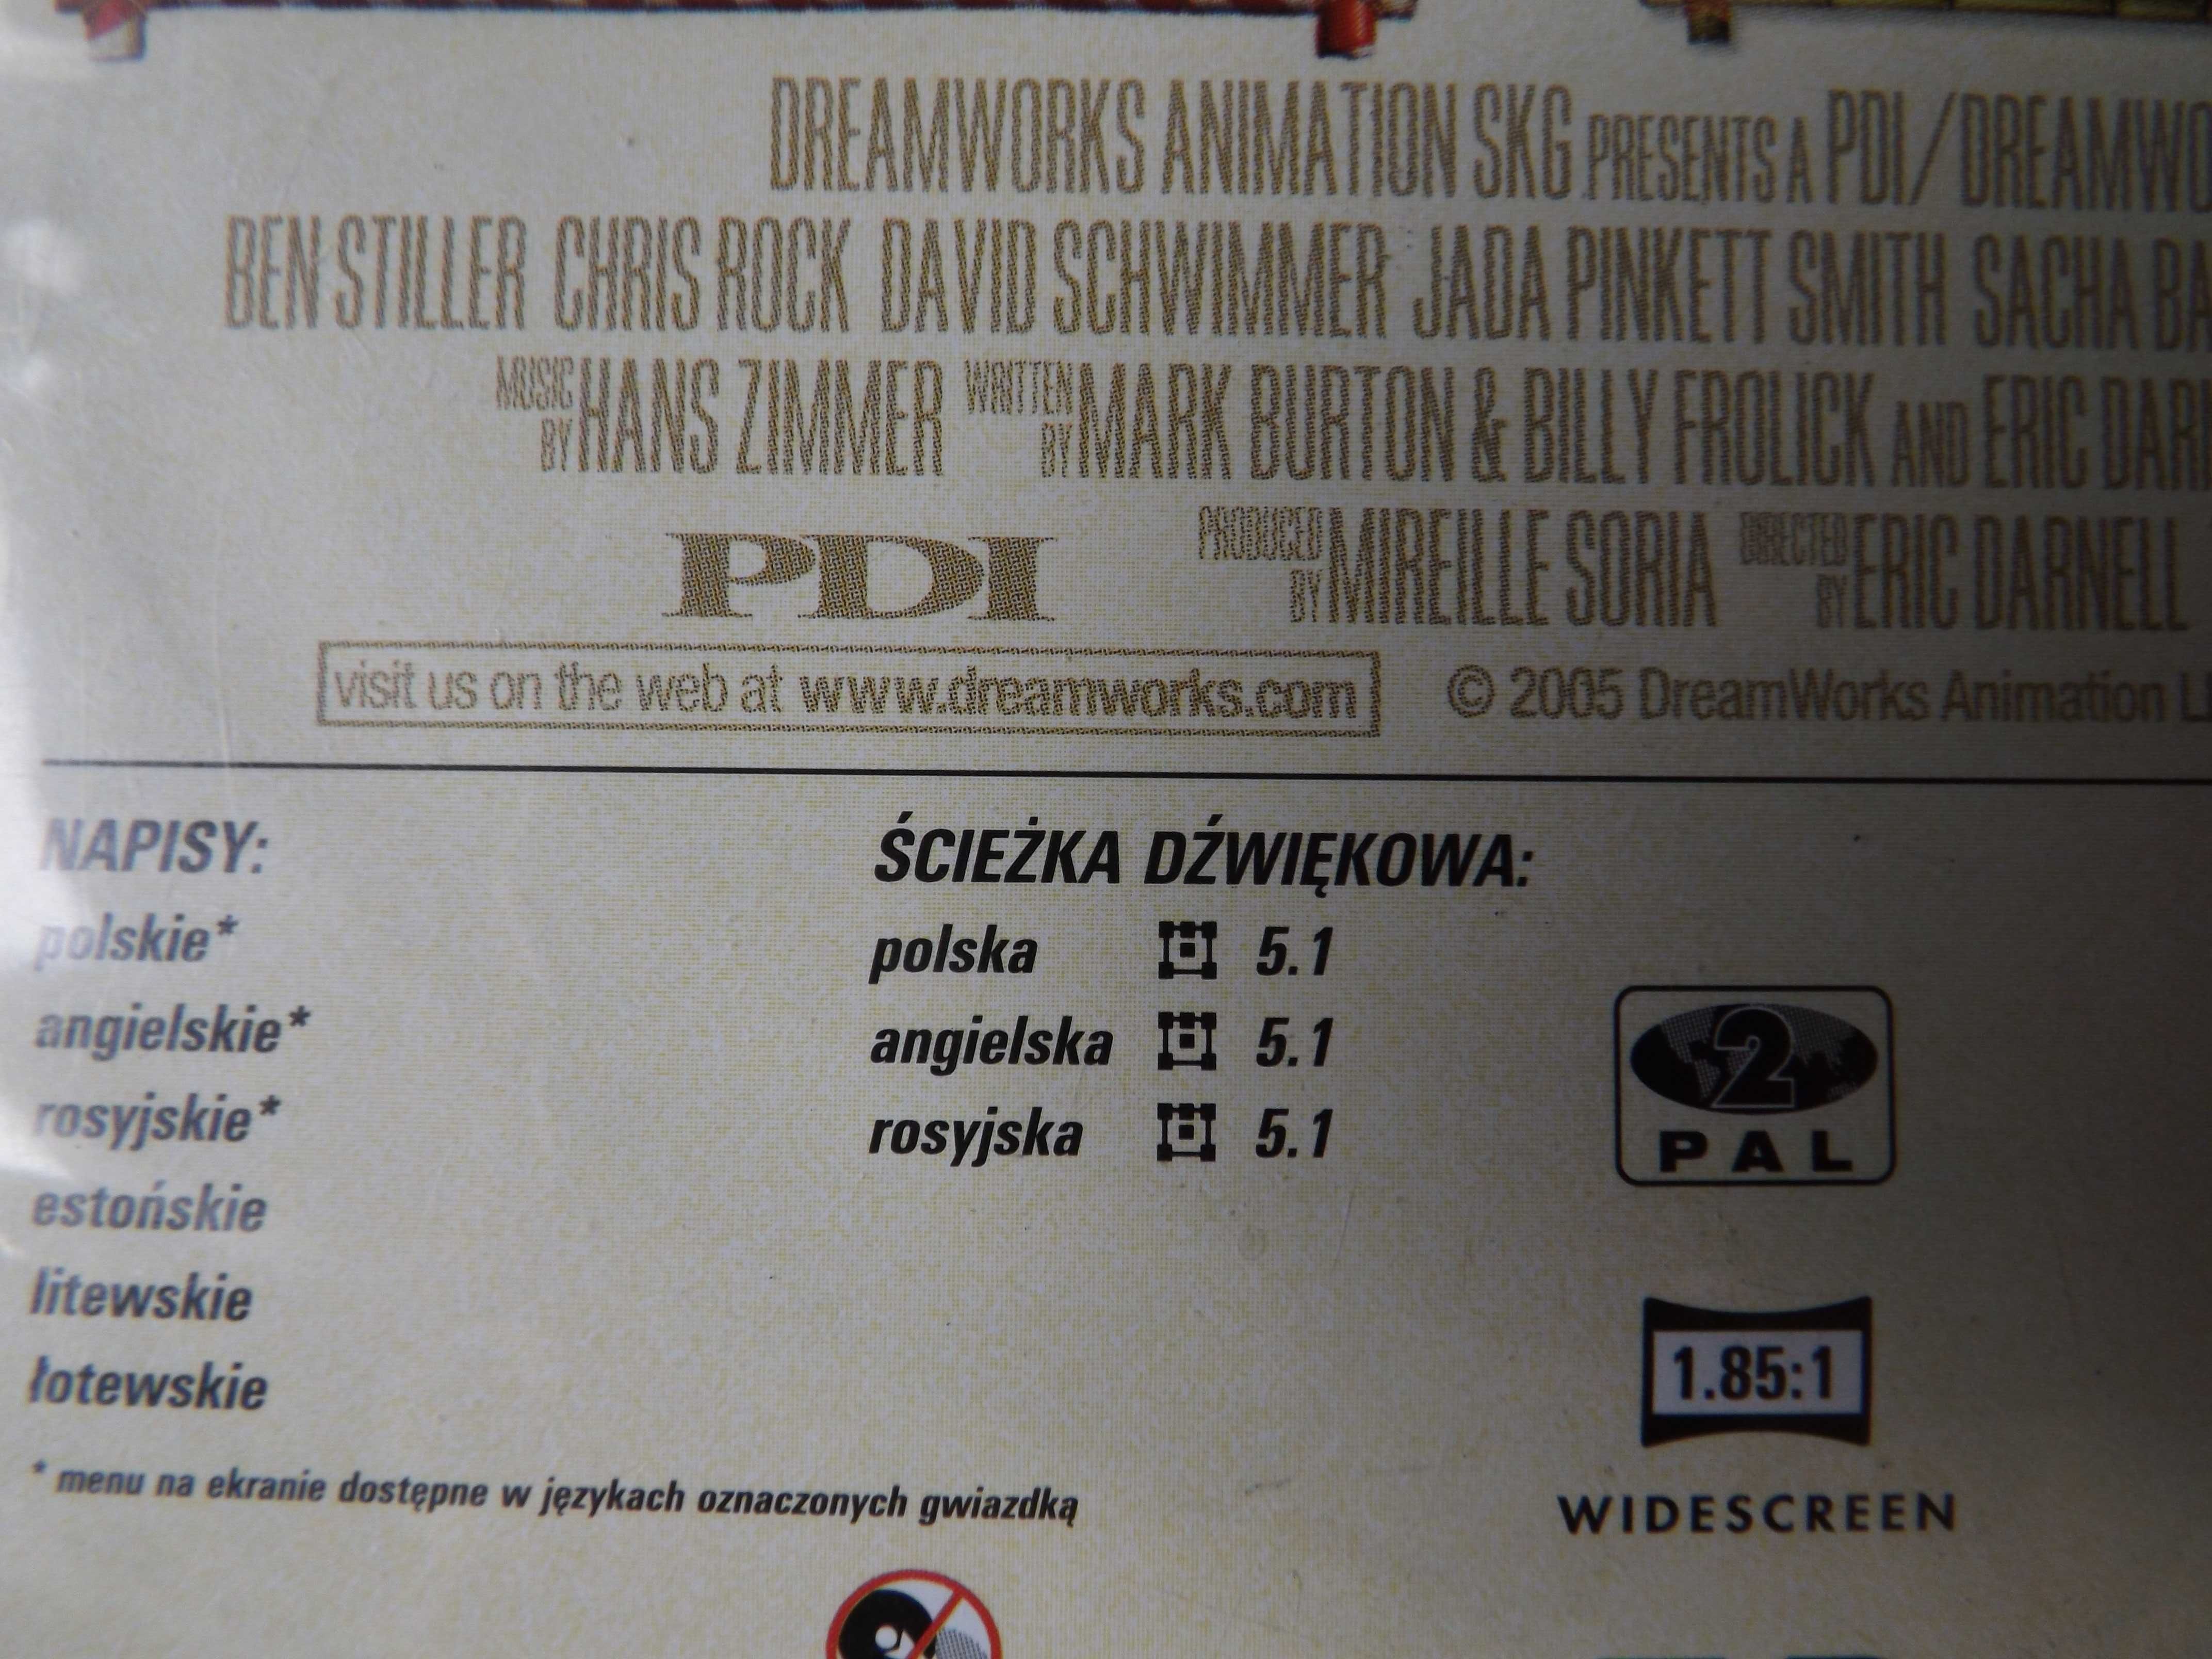 DREAMWORKS ANIMATION SKG PRESENTS A PDI/DREAMWO
BEN STILLER CHRIS ROCK DAVID SCHWIMMER JADA PINKETT SMITH SACHA BA
MUSIC BY HANS ZIMMER WRITTEN BY MARK BURTON & BILLY FROLICK AND ERIC DAR
PDI PRODUCED BY MIREILLE SORIA DIRECTED BY ERIC DARNELL
visit us on the web at www.dreamworks.com © 2005 DreamWorks Animation L
NAPISY:
polskie*
angielskie*
rosyjskie*
estońskie
litewskie
łotewskie
* menu na ekranie dostępne w językach oznaczonych gwiazdką
ŚCIEŻKA DŹWIĘKOWA:
polska 5.1
angielska 5.1
rosyjska 5.1
2
PAL
1.85:1
WIDESCREEN